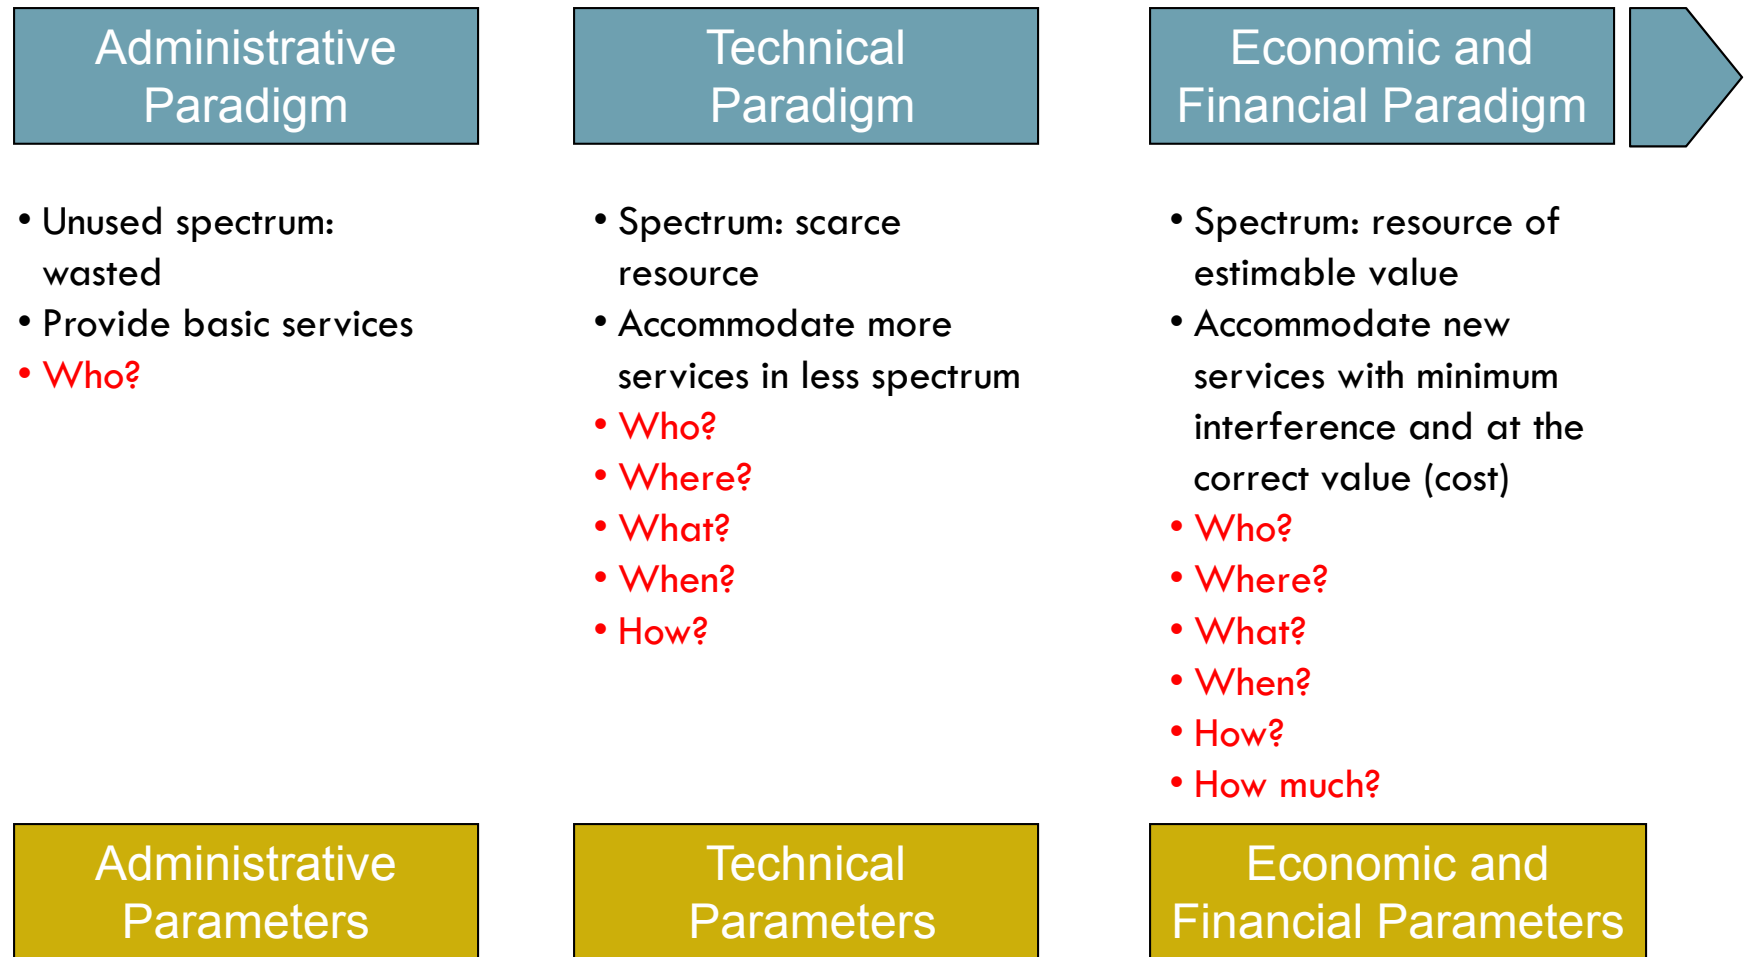 Administrative
Paradigm
• Unused spectrum:
wasted
• Provide basic services
• Who?
Administrative
Parameters
Technical
Paradigm
• Spectrum: scarce
resource
• Accommodate more
services in less spectrum
• Who?
• Where?
• What?
• When?
• How?
Technical
Parameters
Economic and
Financial Paradigm
• Spectrum: resource of
estimable value
• Accommodate new
services with minimum
interference and at the
correct value (cost)
• Who?
• Where?
• What?
• When?
• How?
• How much?
Economic and
Financial Parameters